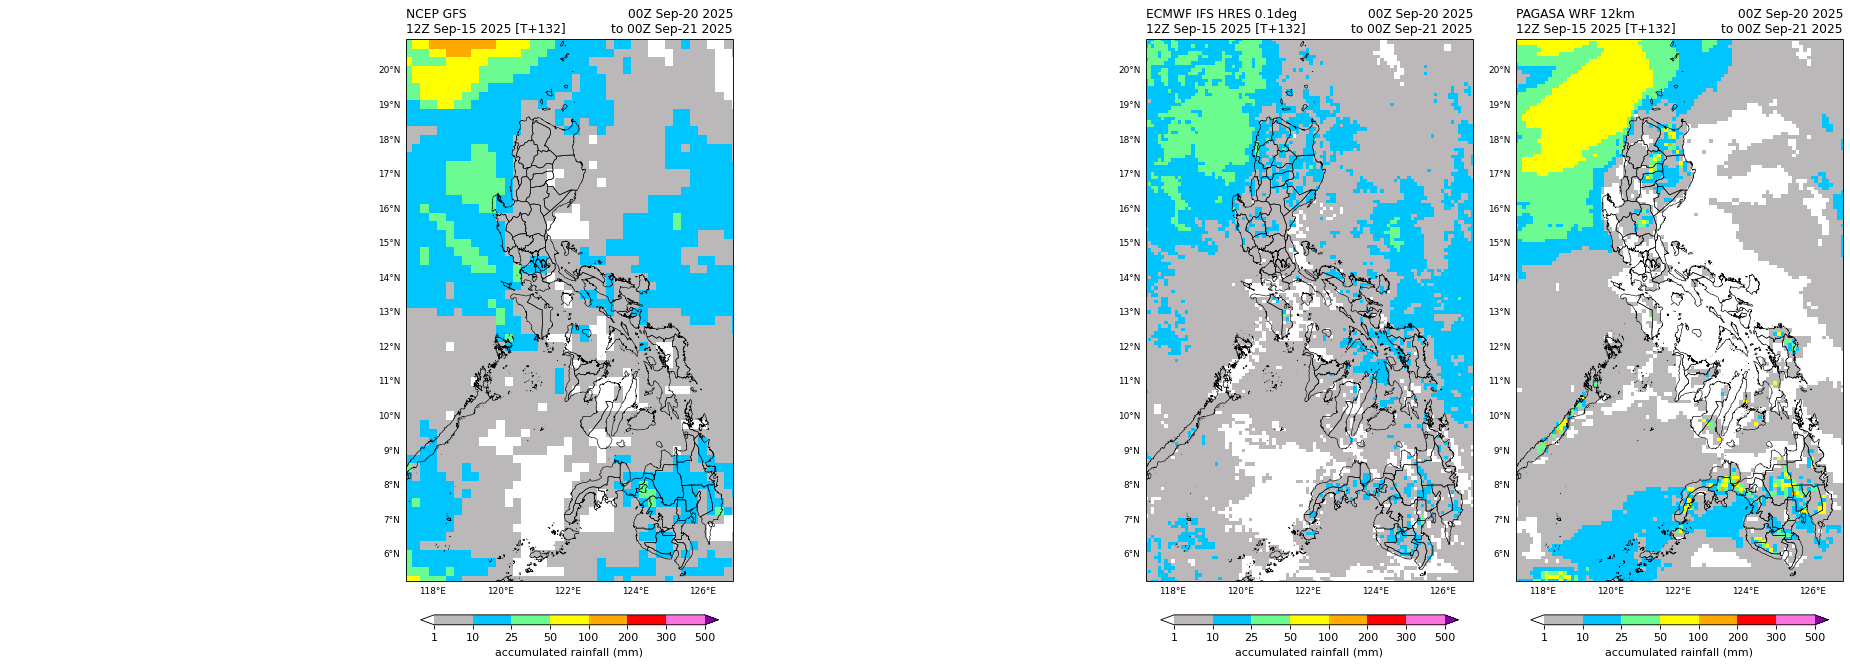 NCEP GFS 00Z Sep-20 2025
12Z Sep-15 2025 [T+132] to 00Z Sep-21 2025
20°N
19°N
18°N
17°N
16°N
15°N
14°N
13°N
12°N
11°N
10°N
9°N
8°N
7°N
6°N
118°E 120°E 122°E 124°E 126°E
1 10 25 50 100 200 300 500
accumulated rainfall (mm)
ECMWF IFS HRES 0.1deg 00Z Sep-20 2025
12Z Sep-15 2025 [T+132] to 00Z Sep-21 2025
20°N
19°N
18°N
17°N
16°N
15°N
14°N
13°N
12°N
11°N
10°N
9°N
8°N
7°N
6°N
118°E 120°E 122°E 124°E 126°E
1 10 25 50 100 200 300 500
accumulated rainfall (mm)
PAGASA WRF 12km 00Z Sep-20 2025
12Z Sep-15 2025 [T+132] to 00Z Sep-21 2025
20°N
19°N
18°N
17°N
16°N
15°N
14°N
13°N
12°N
11°N
10°N
9°N
8°N
7°N
6°N
118°E 120°E 122°E 124°E 126°E
1 10 25 50 100 200 300 500
accumulated rainfall (mm)